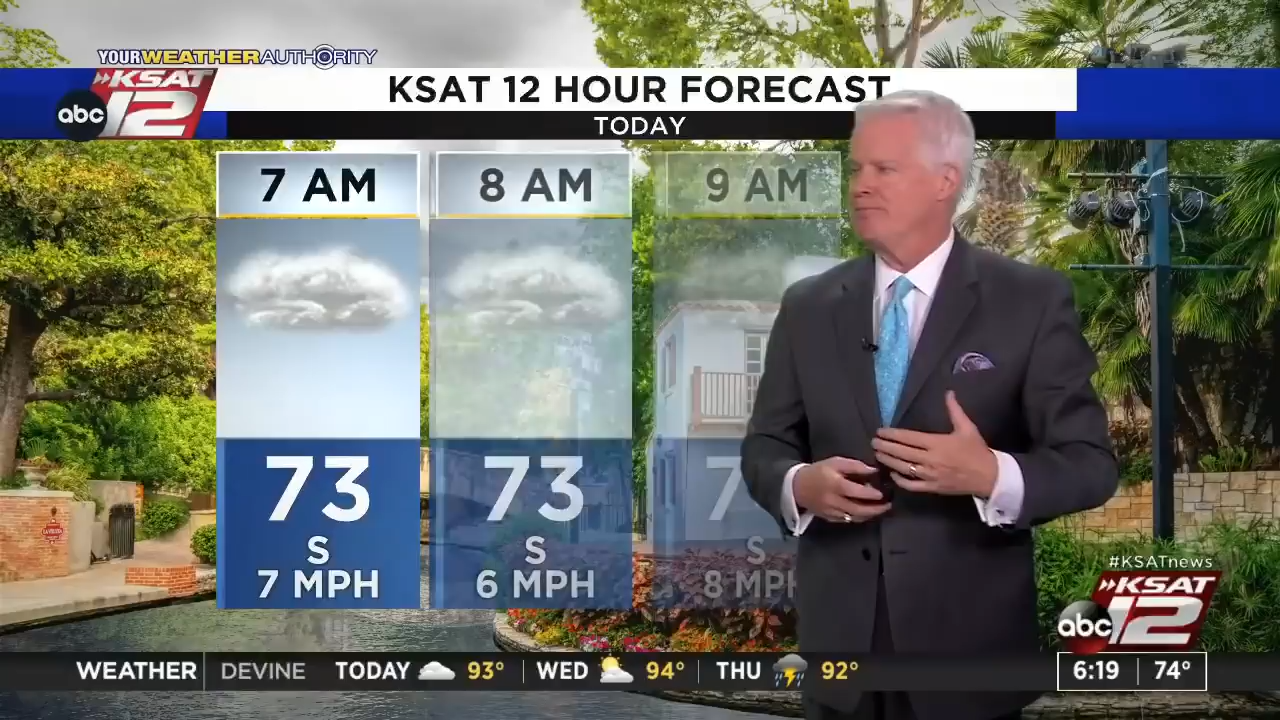 YOUR WEATHER AUTHORITY
KSAT
abc 12
KSAT 12 HOUR FORECAST
TODAY
7 AM
8 AM
9 AM
73
S
7 MPH
73
S
6 MPH
7
S
8 MPH
#KSATnews
KSAT
abc 12
WEATHER DEVINE TODAY 93° WED 94° THU 92°
6:19 74°